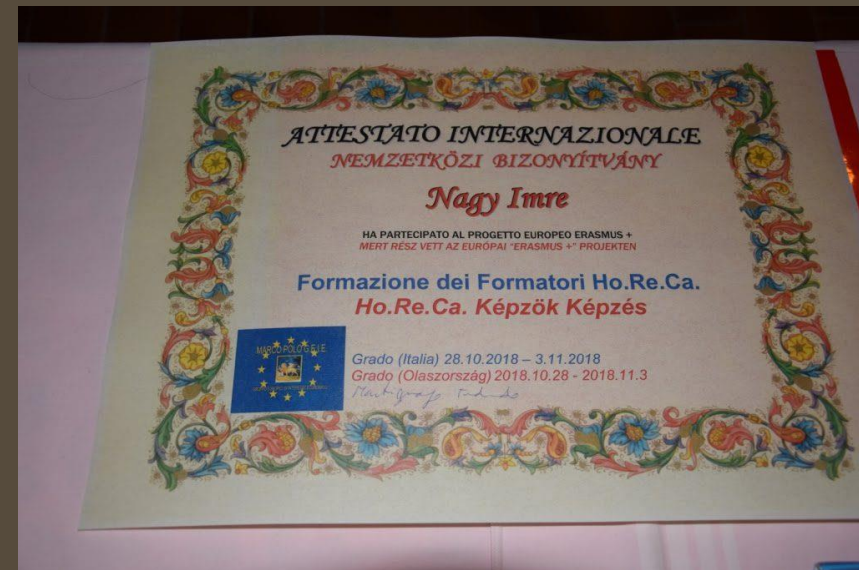 ATTESTATO INTERNAZIONALE
NEMZETKÖZI BIZONYÍTVÁNY
Nagy Imre
HA PARTECIPATO AL PROGETTO EUROPEO ERASMUS +
MERT RÉSZ VETT AZ EURÓPAI "ERASMUS +" PROJEKTEN
Formazione dei Formatori Ho.Re.Ca.
Ho.Re.Ca. Képzök Képzés
MARCO POLO G.E.I.E.
Grado (Italia) 28.10.2018 – 3.11.2018
Grado (Olaszország) 2018.10.28 - 2018.11.3